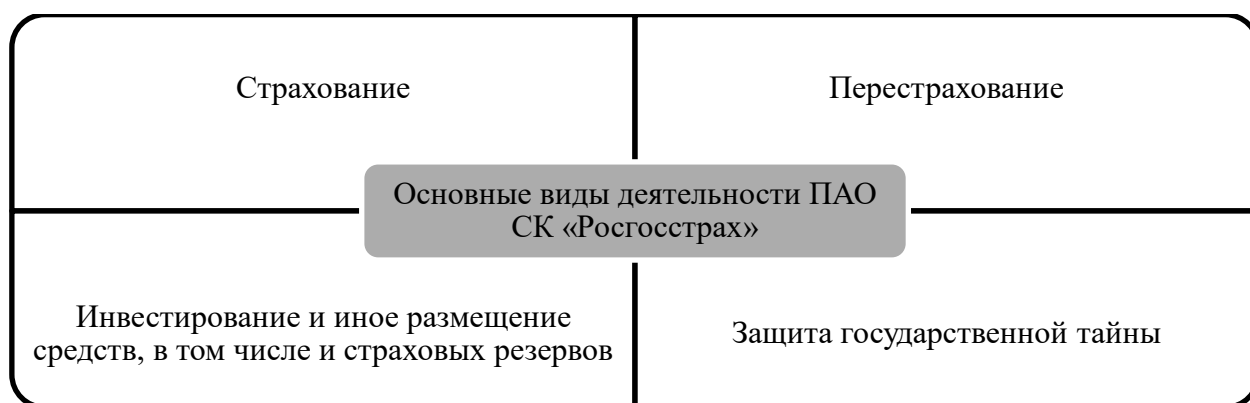 Страхование
Перестрахование
Основные виды деятельности ПАО
СК «Росгосстрах»
Инвестирование и иное размещение
средств, в том числе и страховых резервов
Защита государственной тайны